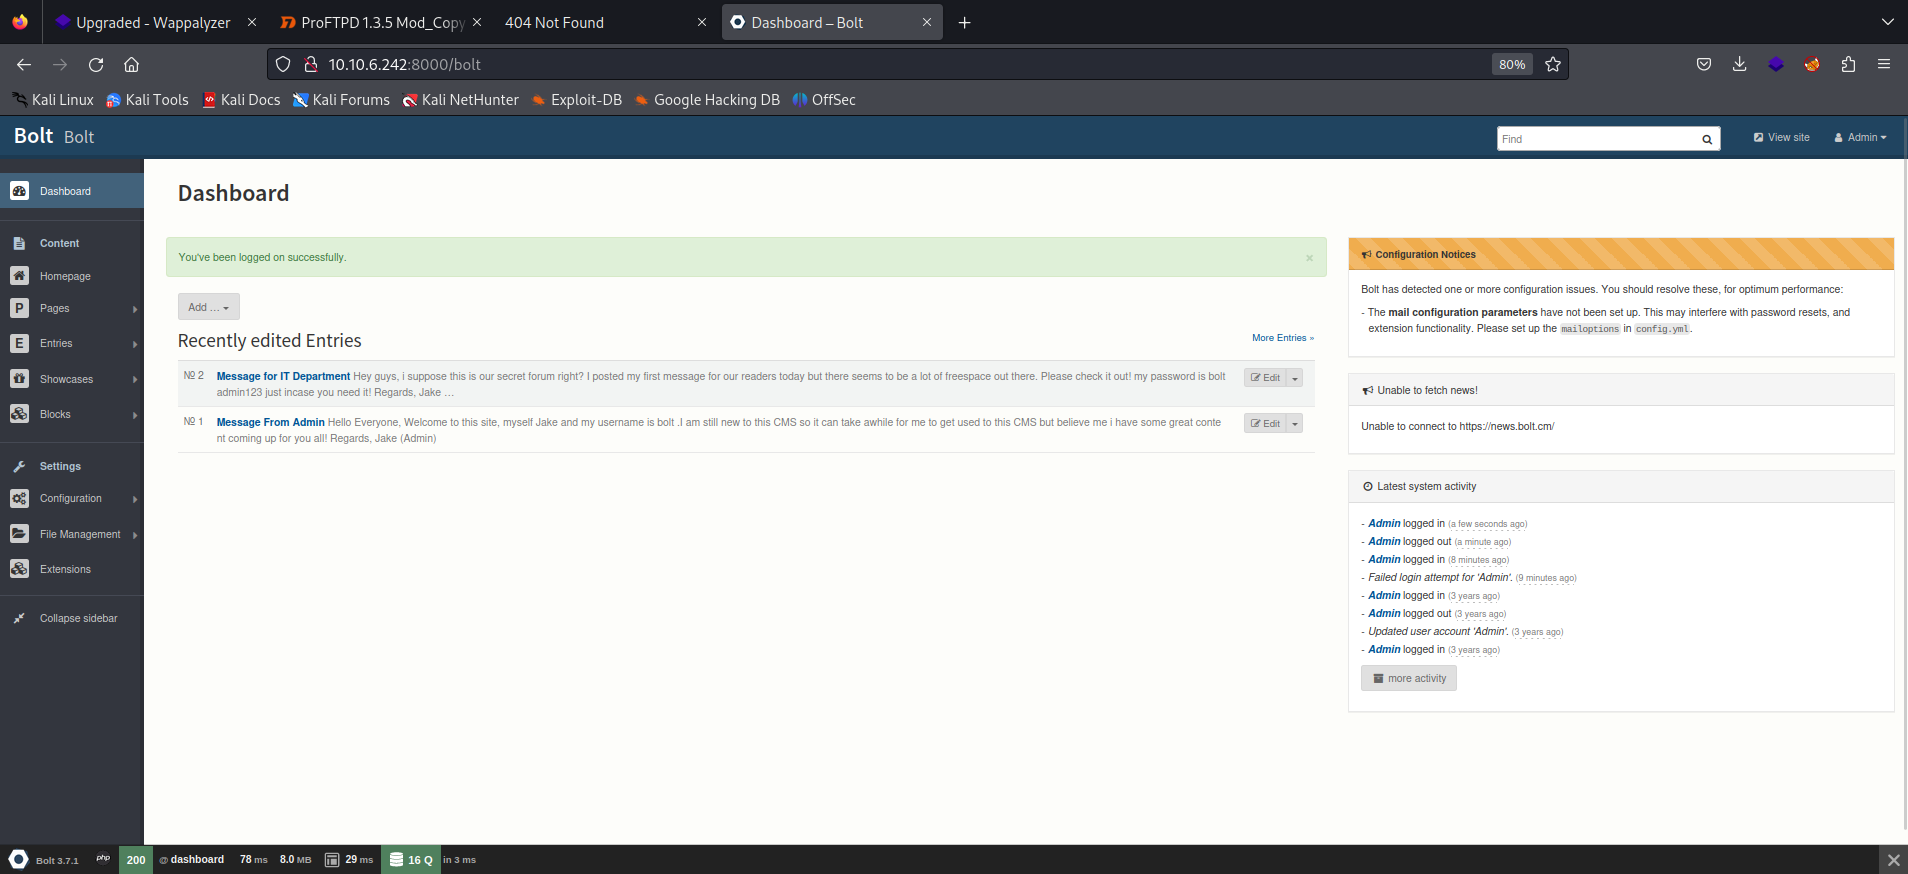 Upgraded - Wappalyzer
ProFTPD 1.3.5 Mod_Copy
404 Not Found
Dashboard – Bolt
10.10.6.242:8000/bolt
80%
Kali Linux
Kali Tools
Kali Docs
Kali Forums
Kali NetHunter
Exploit-DB
Google Hacking DB
OffSec
Bolt Bolt
Find
View site
Admin
Dashboard
Content
Homepage
P Pages
E Entries
Showcases
Blocks
Settings
Configuration
File Management
Extensions
Collapse sidebar
Dashboard
You've been logged on successfully.
×
Add ...
Recently edited Entries
More Entries »
№ 2
Message for IT Department Hey guys, i suppose this is our secret forum right? I posted my first message for our readers today but there seems to be a lot of freespace out there. Please check it out! my password is bolt
admin123 just incase you need it! Regards, Jake …
Edit
№ 1
Message From Admin Hello Everyone, Welcome to this site, myself Jake and my username is bolt .I am still new to this CMS so it can take awhile for me to get used to this CMS but believe me i have some great conte
nt coming up for you all! Regards, Jake (Admin)
Edit
Configuration Notices
Bolt has detected one or more configuration issues. You should resolve these, for optimum performance:
- The mail configuration parameters have not been set up. This may interfere with password resets, and
extension functionality. Please set up the mailoptions in config.yml.
Unable to fetch news!
Unable to connect to https://news.bolt.cm/
Latest system activity
- Admin logged in (a few seconds ago)
- Admin logged out (a minute ago)
- Admin logged in (8 minutes ago)
- Failed login attempt for 'Admin'. (9 minutes ago)
- Admin logged in (3 years ago)
- Admin logged out (3 years ago)
- Updated user account 'Admin'. (3 years ago)
- Admin logged in (3 years ago)
more activity
Bolt 3.7.1
php
200 @ dashboard
78 ms
8.0 MB
29 ms
16 Q in 3 ms